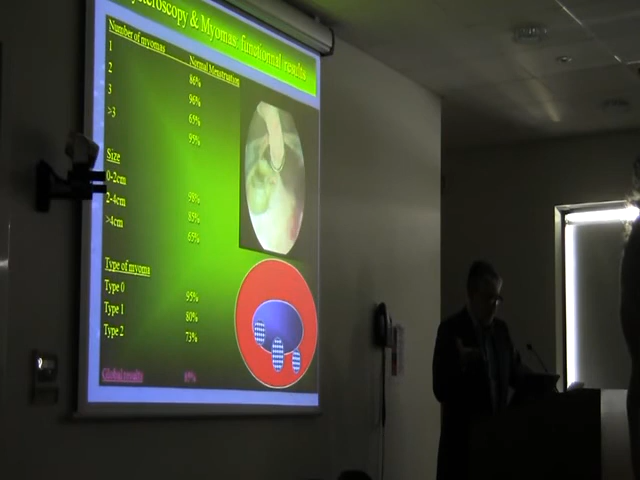 Hysteroscopy & Myomas: functionnal results
Number of myomas Normal Menstruation
1 86%
2 96%
3 65%
>3 95%
Size
0-2cm 98%
2-4cm 85%
>4cm 65%
Type of myoma
Type 0 95%
Type 1 80%
Type 2 73%
Global results